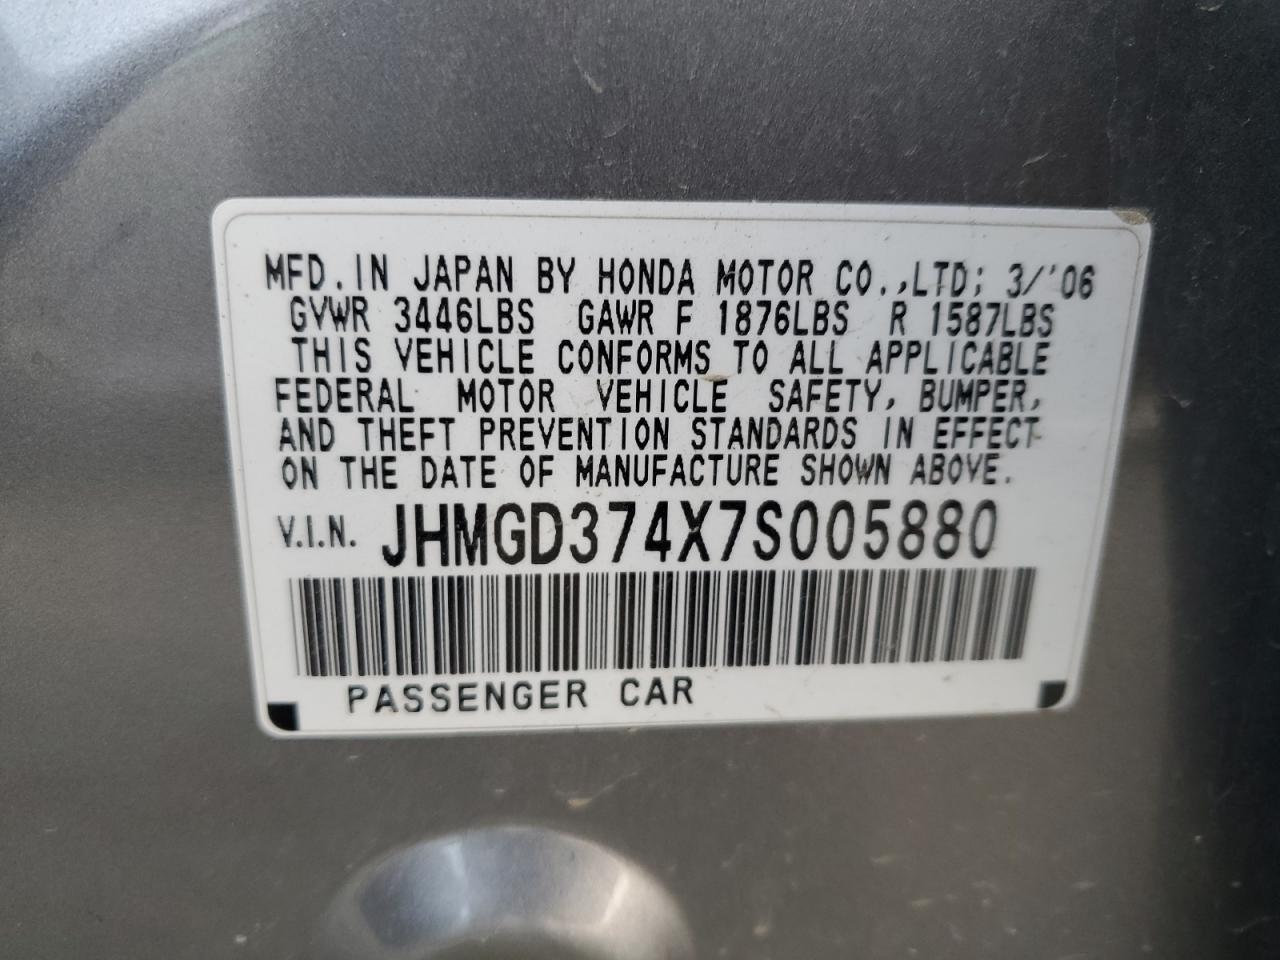 MFD. IN JAPAN BY HONDA MOTOR CO.,LTD; 3/'06
GVWR 3446LBS GAWR F 1876LBS R 1587LBS
THIS VEHICLE CONFORMS TO ALL APPLICABLE
FEDERAL MOTOR VEHICLE SAFETY, BUMPER,
AND THEFT PREVENTION STANDARDS IN EFFECT
ON THE DATE OF MANUFACTURE SHOWN ABOVE.
V.I.N. JHMGD374X7S005880
PASSENGER CAR